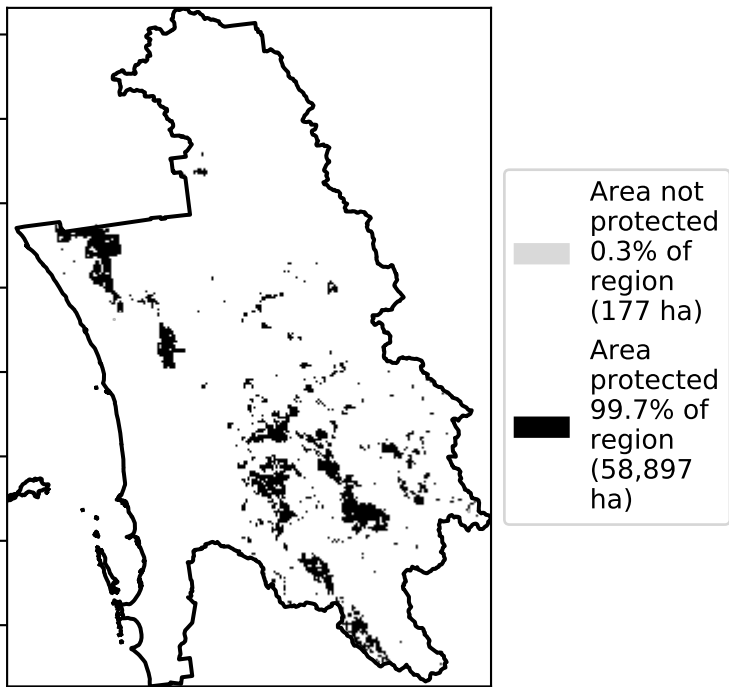 Area not
protected
0.3% of
region
(177 ha)
Area
protected
99.7% of
region
(58,897
ha)